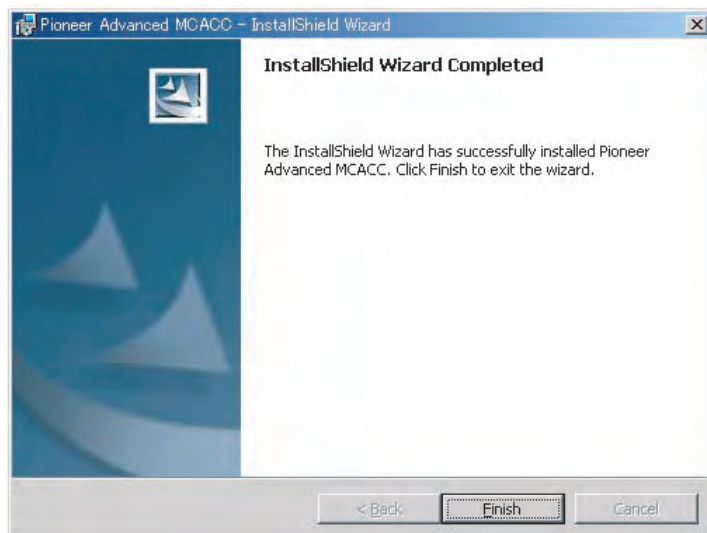 Pioneer Advanced MCACC - InstallShield Wizard
InstallShield Wizard Completed
The InstallShield Wizard has successfully installed Pioneer
Advanced MCACC. Click Finish to exit the wizard.
< Back
Finish
Cancel